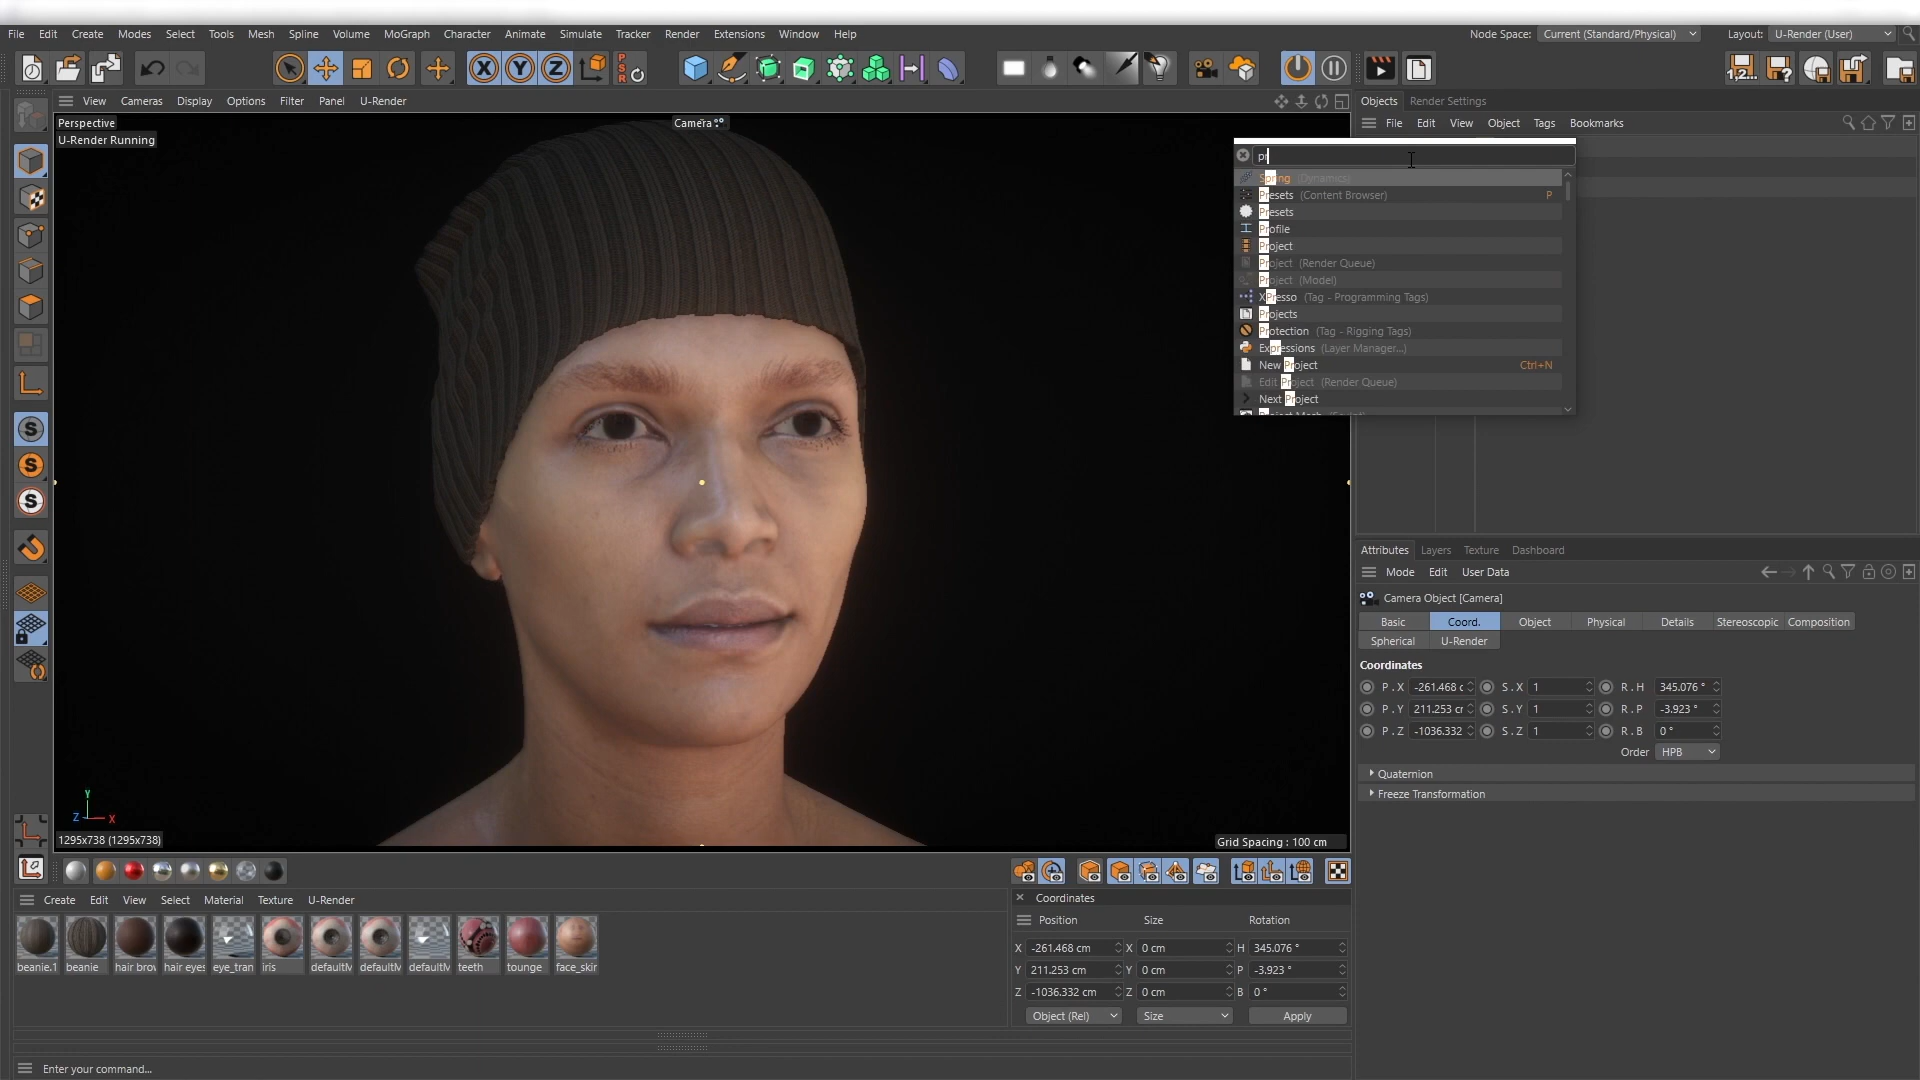 File Edit Create Modes Select Tools Mesh Spline Volume MoGraph Character Animate Simulate Tracker Render Extensions Window Help Node Space: Current (Standard/Physical) Layout: U-Render (User)
PSR
View Cameras Display Options Filter Panel U-Render
Objects Render Settings
Perspective
Camera
File Edit View Object Tags Bookmarks
U-Render Running
pr
Spring (Dynamics)
Presets (Content Browser) P
Presets
Profile
Project
Project (Render Queue)
Project (Model)
XPresso (Tag - Programming Tags)
Projects
Protection (Tag - Rigging Tags)
Expressions (Layer Manager...)
New Project Ctrl+N
Edit Project (Render Queue)
Next Project
Attributes Layers Texture Dashboard
Mode Edit User Data
Camera Object [Camera]
Basic Coord. Object Physical Details Stereoscopic Composition
Spherical U-Render
Coordinates
P . X -261.468 c S . X 1 R . H 345.076 °
P . Y 211.253 cr S . Y 1 R . P -3.923 °
P . Z -1036.332 S . Z 1 R . B 0 °
Order HPB
Quaternion
Freeze Transformation
Y
Z X
1295x738 (1295x738)
Grid Spacing : 100 cm
Create Edit View Select Material Texture U-Render
beanie.1 beanie hair brov hair eyes eye_tran iris defaultM defaultM defaultM teeth tounge face_skir
Coordinates
Position Size Rotation
X -261.468 cm X 0 cm H 345.076 °
Y 211.253 cm Y 0 cm P -3.923 °
Z -1036.332 cm Z 0 cm B 0 °
Object (Rel) Size Apply
Enter your command...